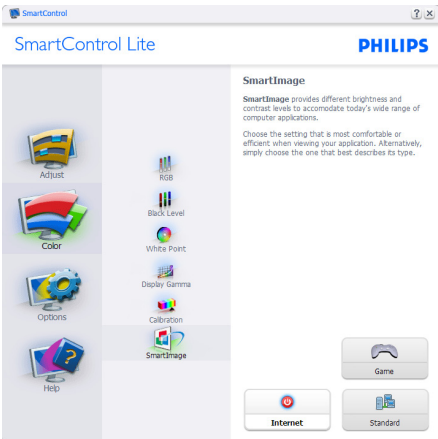 SmartControl
? ×
SmartControl Lite
PHILIPS
Adjust
Color
Options
Help
RGB
Black Level
White Point
Display Gamma
Calibration
SmartImage
SmartImage
SmartImage provides different brightness and
contrast levels to accomodate today's wide range of
computer applications.
Choose the setting that is most comfortable or
efficient when viewing your application. Alternatively,
simply choose the one that best describes its type.
Game
Internet
Standard